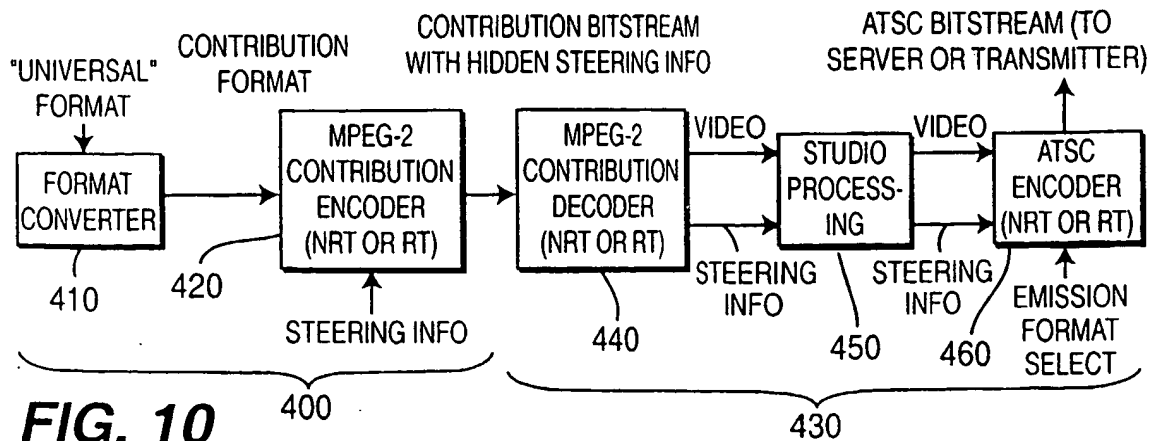 "UNIVERSAL"
FORMAT
CONTRIBUTION
FORMAT
CONTRIBUTION BITSTREAM
WITH HIDDEN STEERING INFO
ATSC BITSTREAM (TO
SERVER OR TRANSMITTER)
FORMAT
CONVERTER
410
MPEG-2
CONTRIBUTION
ENCODER
(NRT OR RT)
420
STEERING INFO
400
MPEG-2
CONTRIBUTION
DECODER
(NRT OR RT)
440
VIDEO
STEERING
INFO
STUDIO
PROCESS-
ING
450
VIDEO
STEERING
INFO
ATSC
ENCODER
(NRT OR RT)
460
EMISSION
FORMAT
SELECT
430
FIG. 10